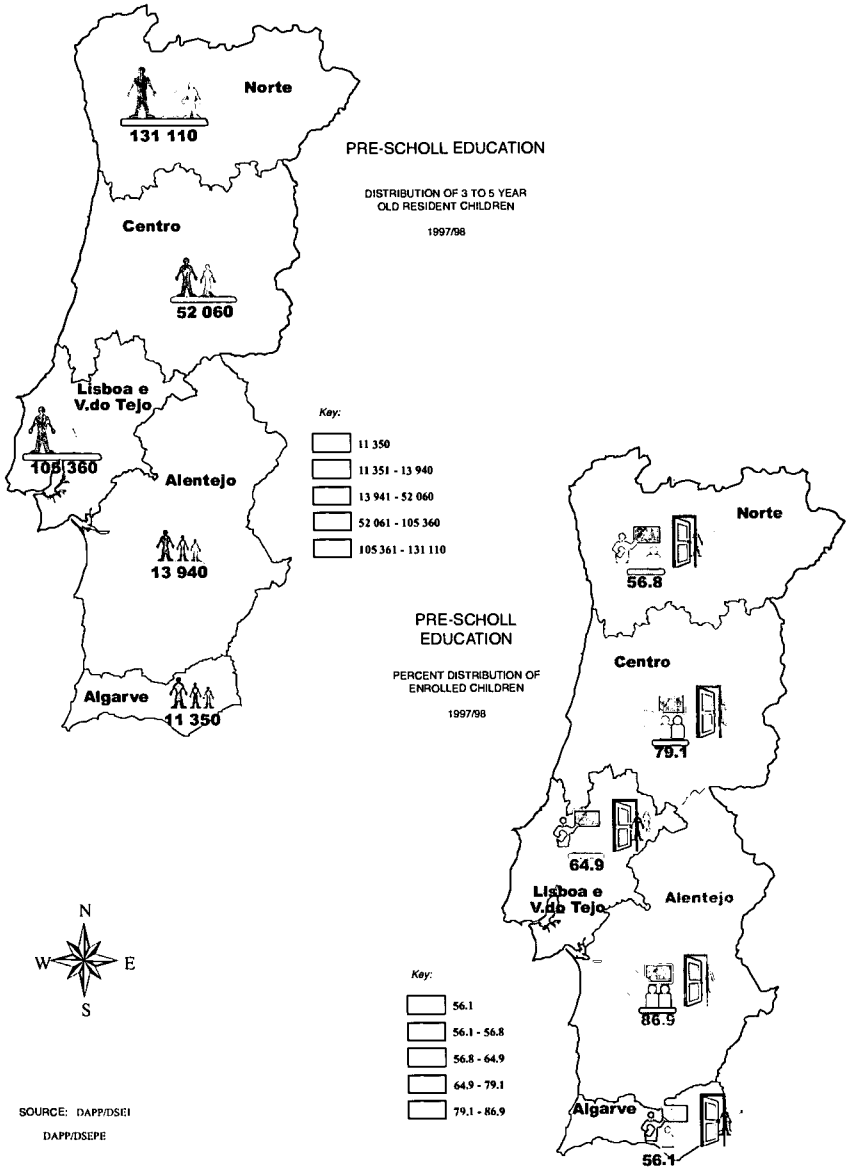 Norte
131 110
PRE-SCHOLL EDUCATION
DISTRIBUTION OF 3 TO 5 YEAR
OLD RESIDENT CHILDREN
1997/98
Centro
52 060
Lisboa e
V.do Tejo
105 360
Alentejo
13 940
Algarve
11 350
Key:
11 350
11 351 - 13 940
13 941 - 52 060
52 061 - 105 360
105 361 - 131 110
PRE-SCHOLL
EDUCATION
PERCENT DISTRIBUTION OF
ENROLLED CHILDREN
1997/98
Norte
56.8
Centro
79.1
64.9
Lisboa e
V.do Tejo
Alentejo
86.9
Algarve
56.1
Key:
56.1
56.1 - 56.8
56.8 - 64.9
64.9 - 79.1
79.1 - 86.9
N
W E
S
SOURCE: DAPP/DSEI
DAPP/DSEPE